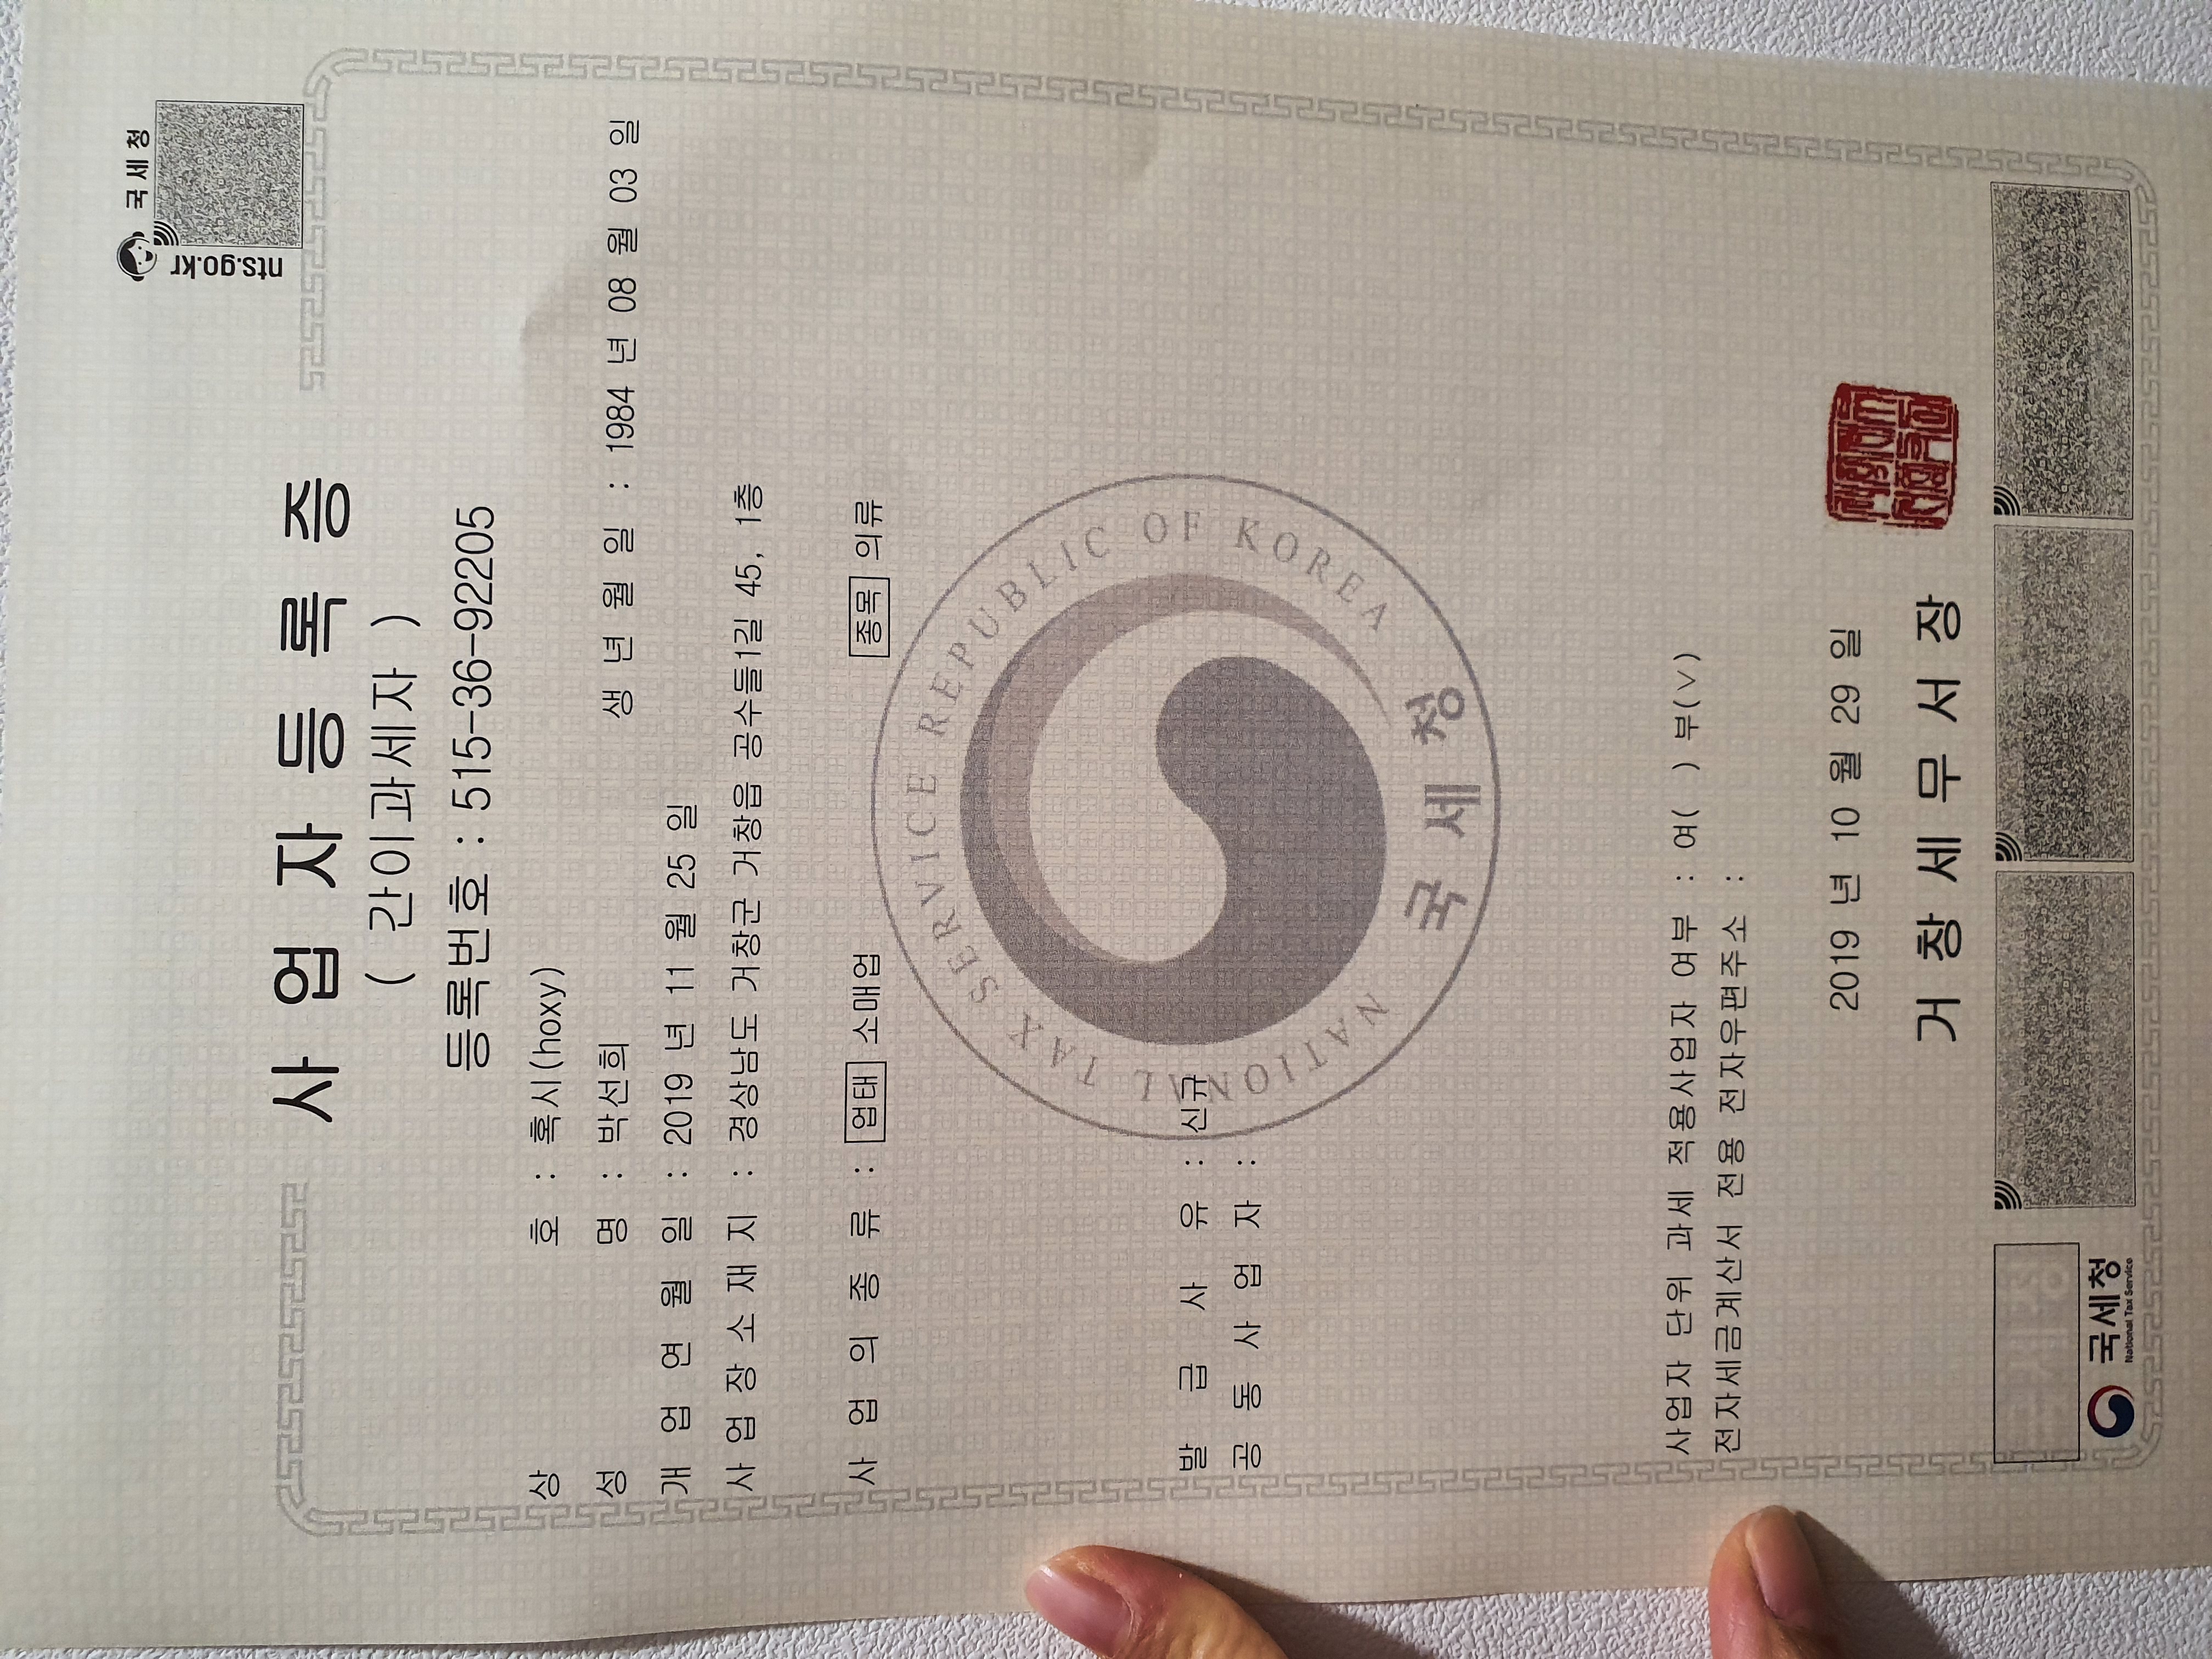 국세청
nts.go.kr
사업자등록증
( 간이과세자 )
등록번호 : 515-36-92205
상 호 : 혹시(hoxy)
성 명 : 박선희 생 년 월 일 : 1984 년 08 월 03 일
개 업 연 월 일 : 2019 년 11 월 25 일
사 업 장 소 재 지 : 경상남도 거창군 거창읍 공수들1길 45, 1층
사 업 의 종 류 : 업태 소매업 종목 의류
NATIONAL TAX SERVICE REPUBLIC OF KOREA
국세청
발 급 사 유 : 신규
공 동 사 업 자 :
사업자 단위 과세 적용사업자 여부 : 여( ) 부(∨)
전자세금계산서 전용 전자우편주소 :
2019 년 10 월 29 일
거 창 세 무 서 장
국세청
National Tax Service